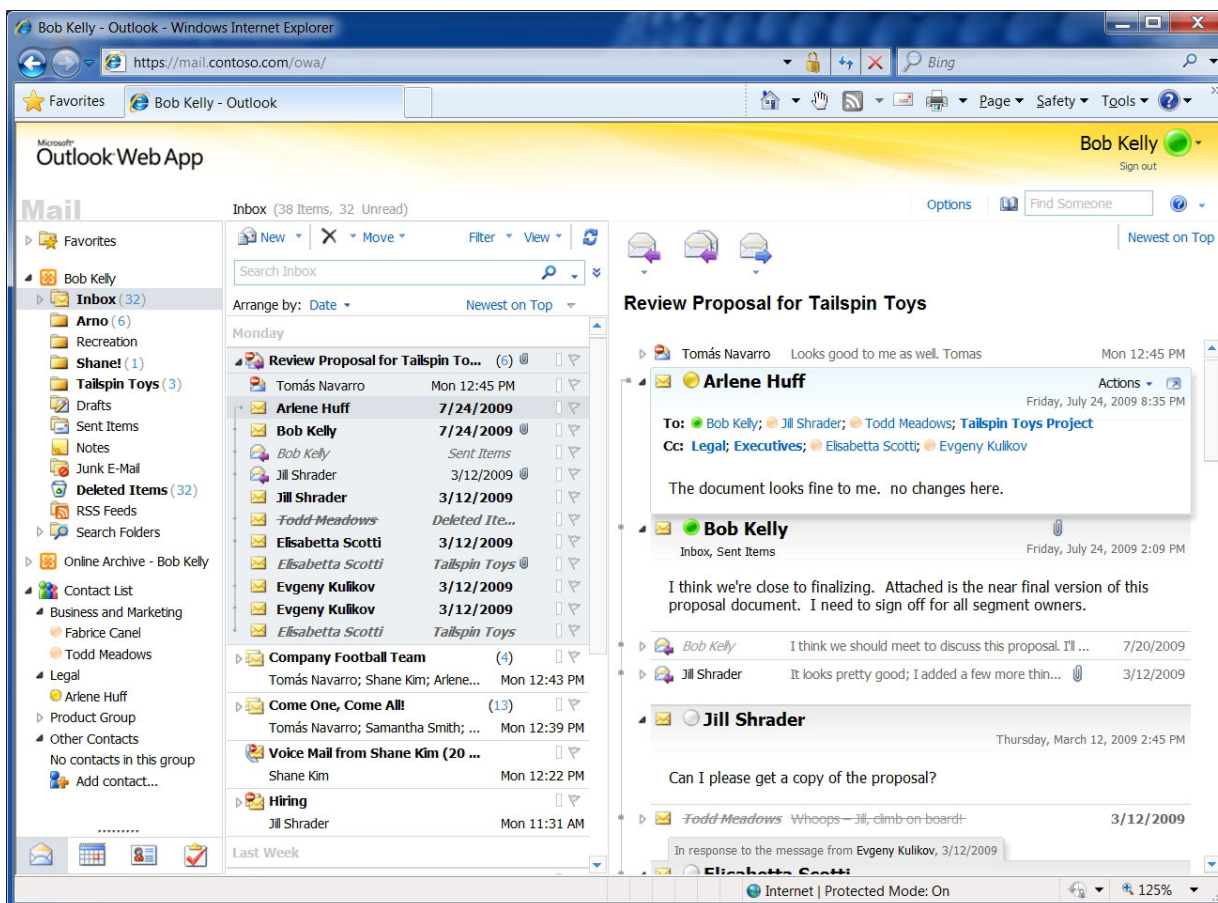 Bob Kelly - Outlook - Windows Internet Explorer
https://mail.contoso.com/owa/
Bing
Favorites
Bob Kelly - Outlook
Page
Safety
Tools
Microsoft
Outlook Web App
Bob Kelly
Sign out
Mail
Inbox (38 Items, 32 Unread)
Options
Find Someone
Favorites
Bob Kelly
Inbox (32)
Arno (6)
Recreation
Shane! (1)
Tailspin Toys (3)
Drafts
Sent Items
Notes
Junk E-Mail
Deleted Items (32)
RSS Feeds
Search Folders
Online Archive - Bob Kelly
Contact List
Business and Marketing
Fabrice Canel
Todd Meadows
Legal
Arlene Huff
Product Group
Other Contacts
No contacts in this group
Add contact...
New
Move
Filter
View
Search Inbox
Arrange by: Date
Newest on Top
Monday
Review Proposal for Tailspin To... (6)
Tomás Navarro Mon 12:45 PM
Arlene Huff 7/24/2009
Bob Kelly 7/24/2009
Bob Kelly Sent Items
Jill Shrader 3/12/2009
Jill Shrader 3/12/2009
Todd Meadows Deleted Ite...
Elisabetta Scotti 3/12/2009
Elisabetta Scotti Tailspin Toys
Evgeny Kulikov 3/12/2009
Evgeny Kulikov 3/12/2009
Elisabetta Scotti Tailspin Toys
Company Football Team (4)
Tomás Navarro; Shane Kim; Arlene... Mon 12:43 PM
Come One, Come All! (13)
Tomás Navarro; Samantha Smith; ... Mon 12:39 PM
Voice Mail from Shane Kim (20 ...
Shane Kim Mon 12:22 PM
Hiring
Jill Shrader Mon 11:31 AM
Last Week
Newest on Top
Review Proposal for Tailspin Toys
Tomás Navarro Looks good to me as well. Tomas Mon 12:45 PM
Arlene Huff Actions
Friday, July 24, 2009 8:35 PM
To: Bob Kelly; Jill Shrader; Todd Meadows; Tailspin Toys Project
Cc: Legal; Executives; Elisabetta Scotti; Evgeny Kulikov
The document looks fine to me. no changes here.
Bob Kelly
Inbox, Sent Items Friday, July 24, 2009 2:09 PM
I think we're close to finalizing. Attached is the near final version of this
proposal document. I need to sign off for all segment owners.
Bob Kelly I think we should meet to discuss this proposal. I'll ... 7/20/2009
Jill Shrader It looks pretty good; I added a few more thin... 3/12/2009
Jill Shrader
Thursday, March 12, 2009 2:45 PM
Can I please get a copy of the proposal?
Todd Meadows Whoops – Jill, climb on board! 3/12/2009
In response to the message from Evgeny Kulikov, 3/12/2009
Elisabetta Scotti
Internet | Protected Mode: On
125%